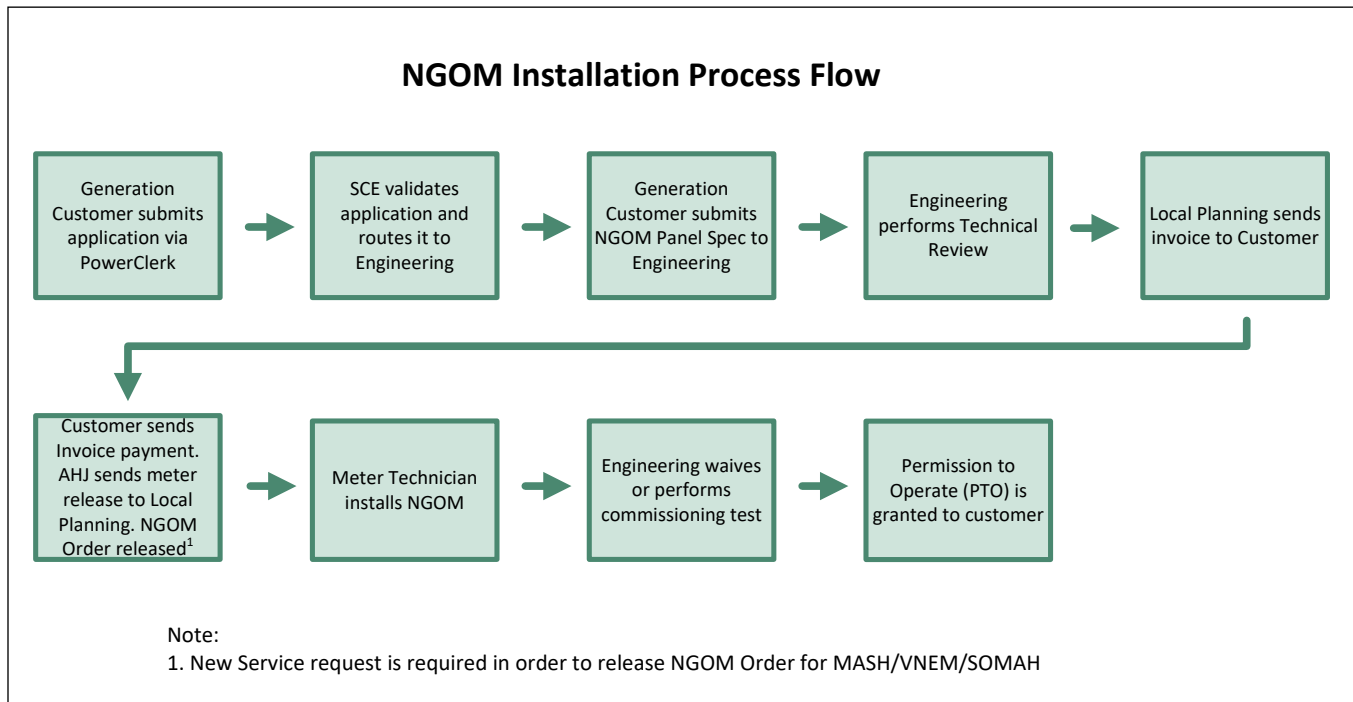 NGOM Installation Process Flow
Generation
Customer submits
application via
PowerClerk
SCE validates
application and
routes it to
Engineering
Generation
Customer submits
NGOM Panel Spec to
Engineering
Engineering
performs Technical
Review
Local Planning sends
invoice to Customer
Customer sends
Invoice payment.
AHJ sends meter
release to Local
Planning. NGOM
Order released1
Meter Technician
installs NGOM
Engineering waives
or performs
commissioning test
Permission to
Operate (PTO) is
granted to customer
Note:
1. New Service request is required in order to release NGOM Order for MASH/VNEM/SOMAH